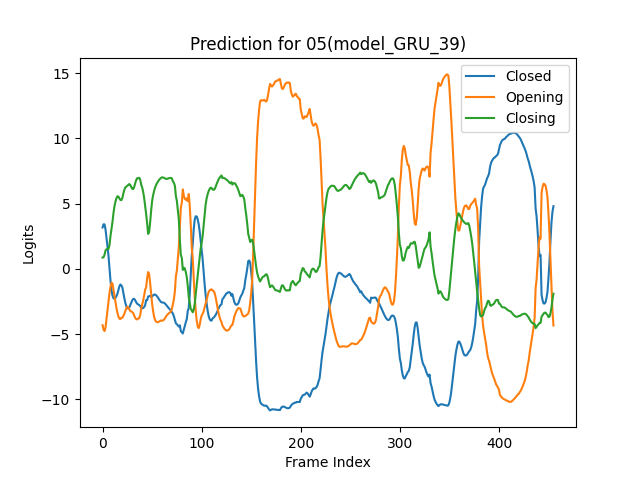 Prediction for 05(model_GRU_39)
Closed
Opening
Closing
Logits
15
10
5
0
−5
−10
0 100 200 300 400
Frame Index